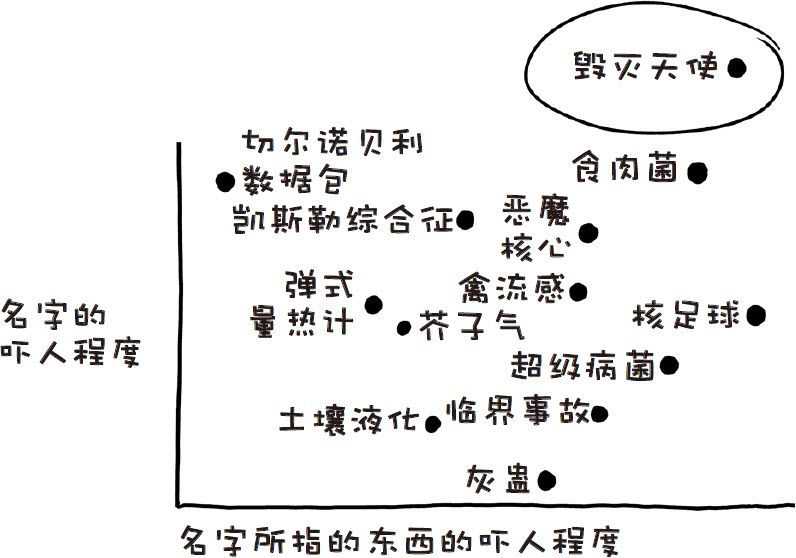 毁灭天使
切尔诺贝利
数据包
食肉菌
凯斯勒综合征
恶魔
核心
弹式
量热计
禽流感
芥子气
核足球
名字的
吓人程度
超级病菌
土壤液化
临界事故
灰蛊
名字所指的东西的吓人程度